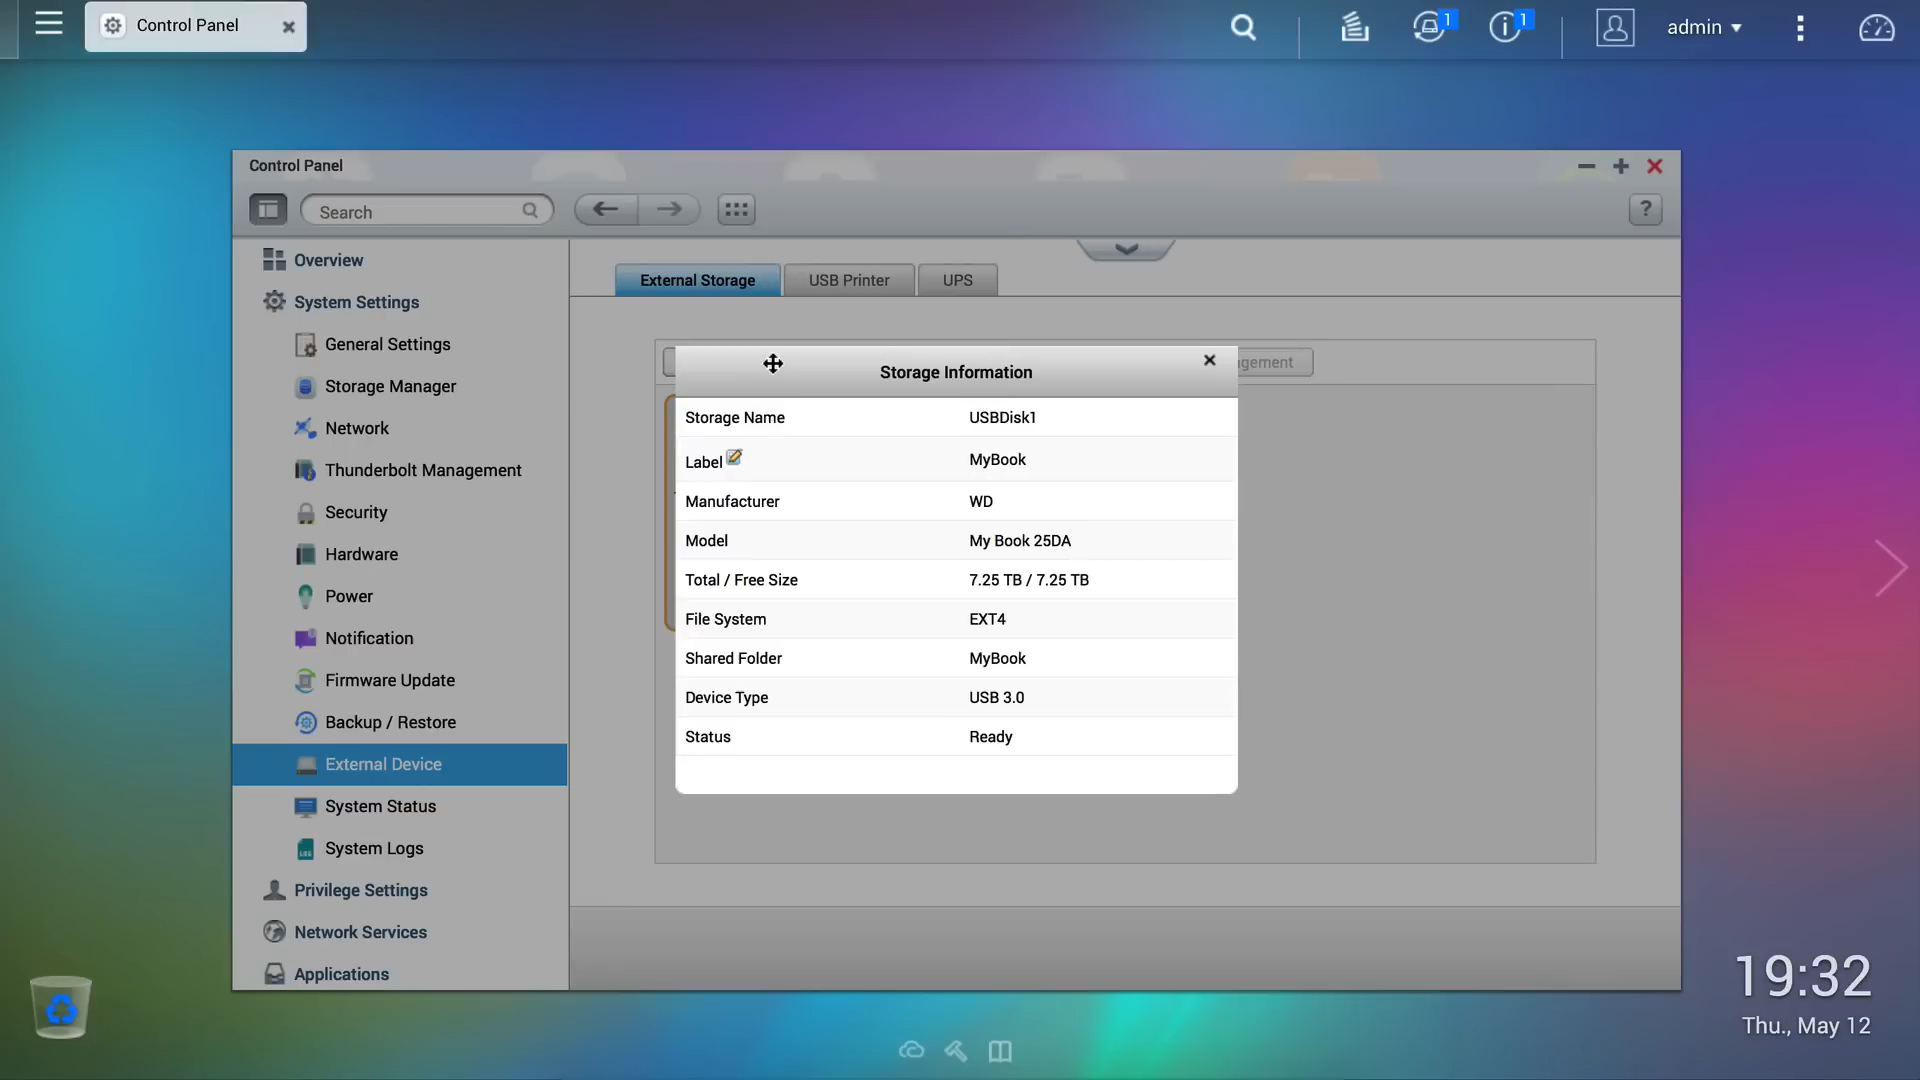 Control Panel
1
1
admin
Control Panel
Search
?
Overview
System Settings
General Settings
Storage Manager
Network
Thunderbolt Management
Security
Hardware
Power
Notification
Firmware Update
Backup / Restore
External Device
System Status
System Logs
Privilege Settings
Network Services
Applications
External Storage
USB Printer
UPS
gement
Storage Information
Storage Name USBDisk1
Label MyBook
Manufacturer WD
Model My Book 25DA
Total / Free Size 7.25 TB / 7.25 TB
File System EXT4
Shared Folder MyBook
Device Type USB 3.0
Status Ready
19:32
Thu., May 12